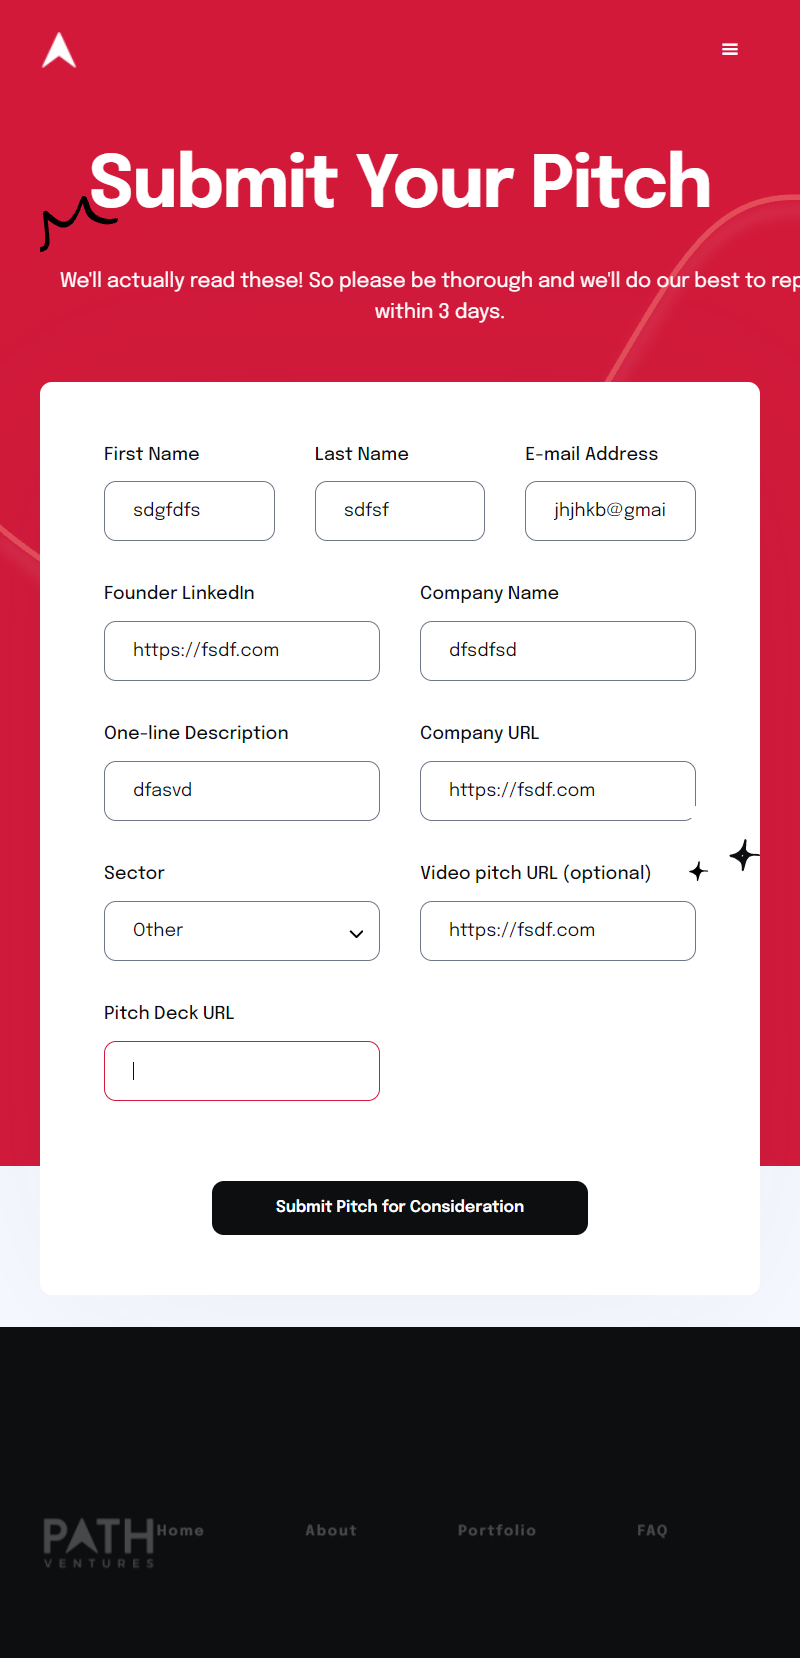 Submit Your Pitch
We'll actually read these! So please be thorough and we'll do our best to rep
within 3 days.
First Name
Last Name
E-mail Address
sdgfdfs
sdfsf
jhjhkb@gmai
Founder LinkedIn
Company Name
https://fsdf.com
dfsdfsd
One-line Description
Company URL
dfasvd
https://fsdf.com
Sector
Video pitch URL (optional)
Other
https://fsdf.com
Pitch Deck URL
Submit Pitch for Consideration
PATH
VENTURES
Home
About
Portfolio
FAQ